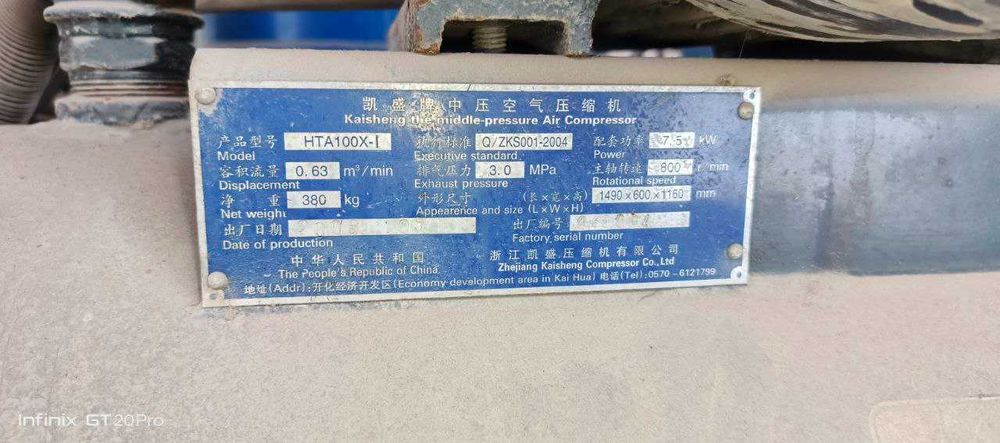 凯盛牌中压空气压缩机
Kaisheng the middle-pressure Air Compressor
产品型号 HTA100X-I 执行标准 Q/ZKS001-2004 配套功率 7.5 kW
Model Executive standard Power
容积流量 0.63 m³/min 排气压力 3.0 MPa 主轴转速 800 r/min
Displacement Exhaust pressure Rotational speed
净 重 380 kg 外形尺寸 (长×宽×高) 1490×600×1160 mm
Net weight Appearence and size (L×W×H)
出厂日期 出厂编号
Date of production Factory serial number
中华人民共和国 浙江凯盛压缩机有限公司
The People's Republic of China Zhejiang Kaisheng Compressor Co.,Ltd
地址(Addr):开化经济开发区(Economy development area in Kai Hua) 电话(Tel):0570-6121799
Infinix GT 20 Pro